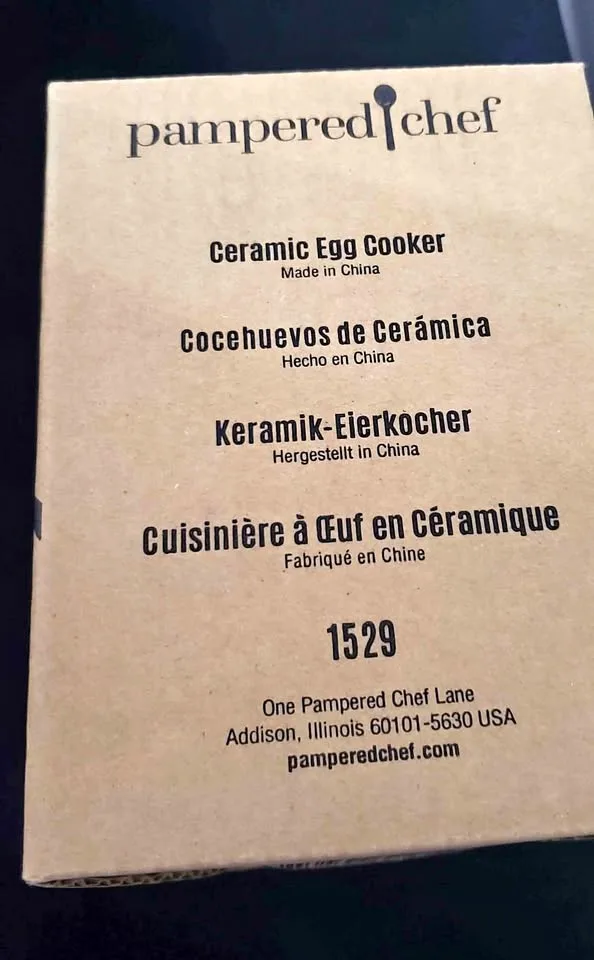 pampered chef
Ceramic Egg Cooker
Made in China
Cocehuevos de Cerámica
Hecho en China
Keramik-Eierkocher
Hergestellt in China
Cuisinière à Œuf en Céramique
Fabriqué en Chine
1529
One Pampered Chef Lane
Addison, Illinois 60101-5630 USA
pamperedchef.com